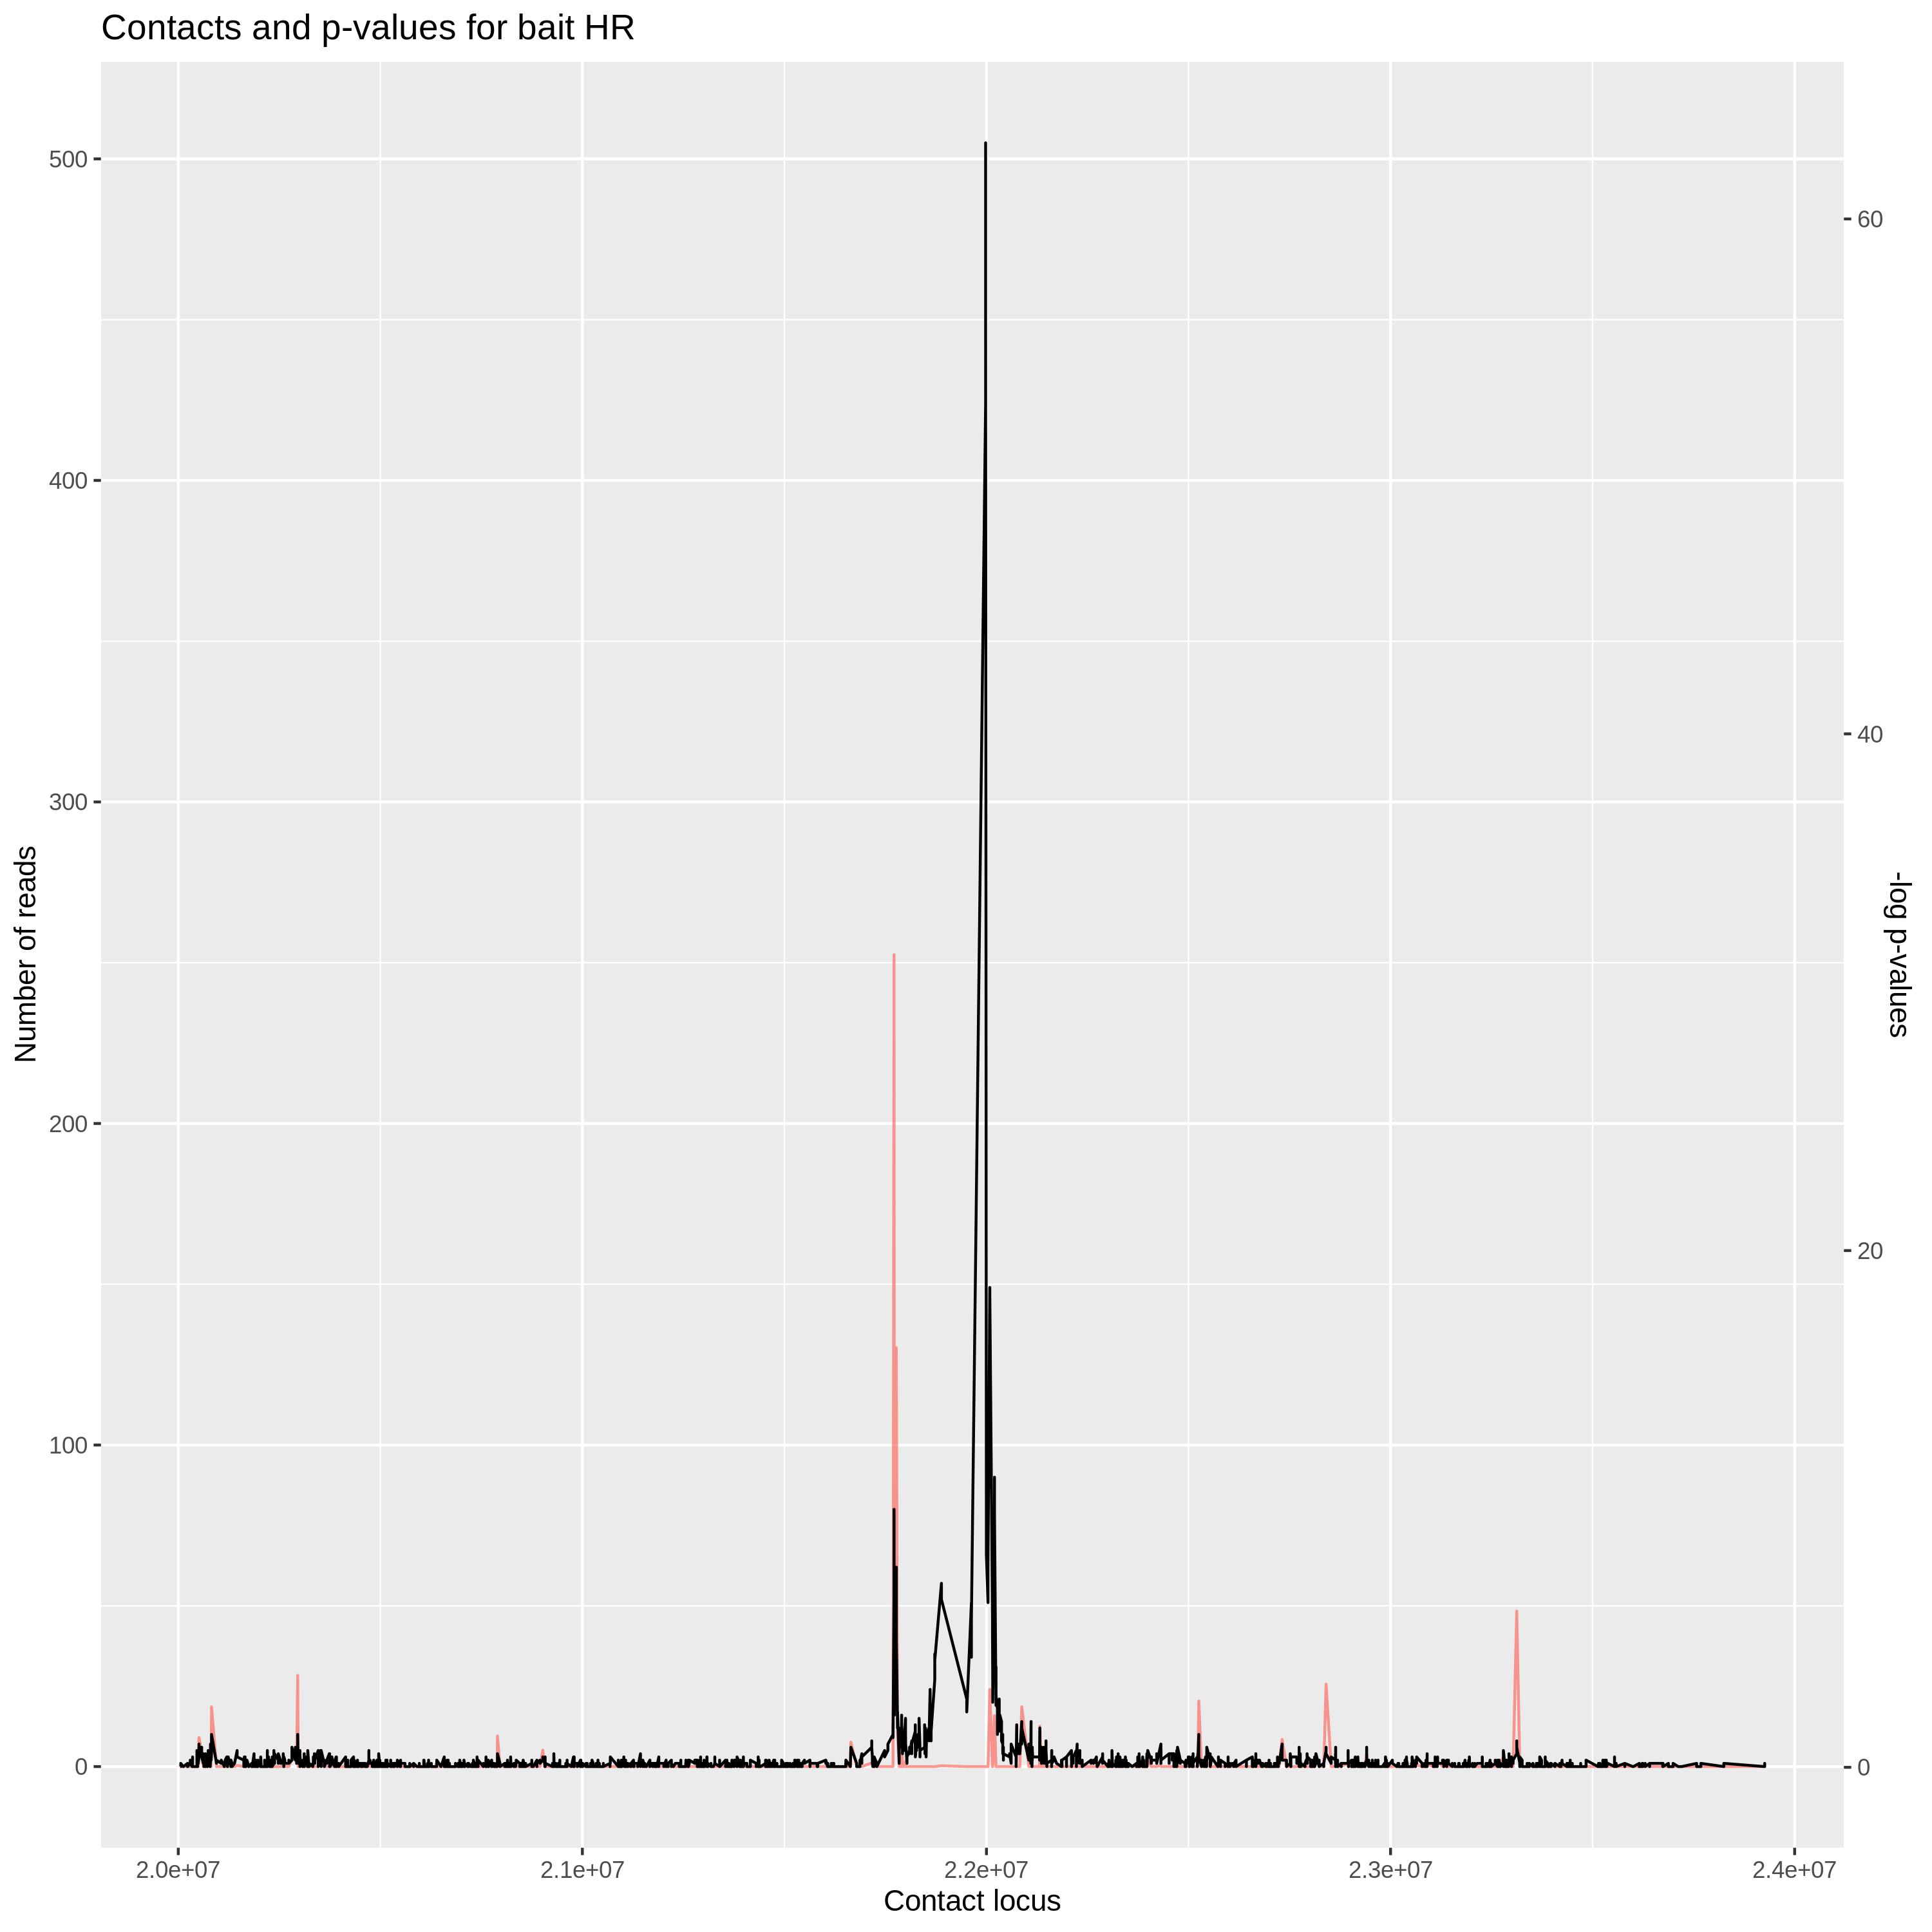 Contacts and p-values for bait HR
500
400
300
200
100
0
Number of reads
60
40
20
0
-log p-values
2.0e+07
2.1e+07
2.2e+07
2.3e+07
2.4e+07
Contact locus